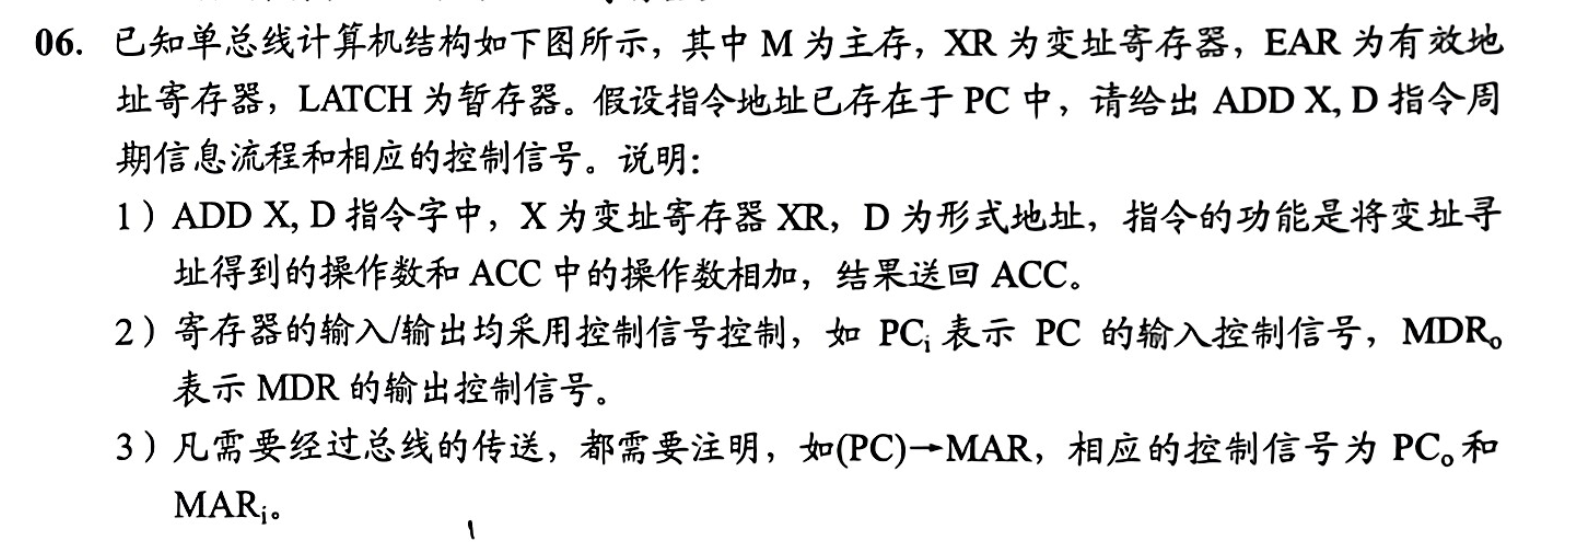 06. 已知单总线计算机结构如下图所示，其中 M 为主存，XR 为变址寄存器，EAR 为有效地
址寄存器，LATCH 为暂存器。假设指令地址已存在于 PC 中，请给出 ADD X, D 指令周
期信息流程和相应的控制信号。说明：
1）ADD X, D 指令字中，X 为变址寄存器 XR，D 为形式地址，指令的功能是将变址寻
址得到的操作数和 ACC 中的操作数相加，结果送回 ACC。
2）寄存器的输入/输出均采用控制信号控制，如 PCᵢ 表示 PC 的输入控制信号，MDRₒ
表示 MDR 的输出控制信号。
3）凡需要经过总线的传送，都需要注明，如(PC)→MAR，相应的控制信号为 PCₒ 和
MARᵢ。